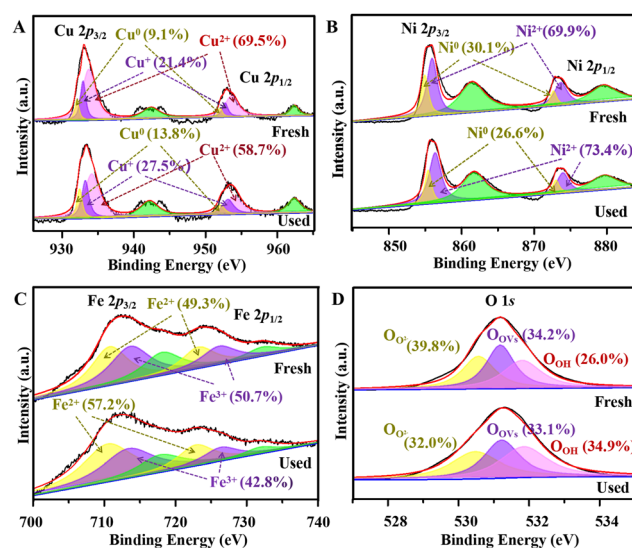 A
Cu 2p3/2
Cu⁰ (9.1%)
Cu²⁺ (69.5%)
Cu⁺ (21.4%)
Cu 2p1/2
Fresh
Cu⁰ (13.8%)
Cu²⁺ (58.7%)
Cu⁺ (27.5%)
Used
Intensity (a.u.)
930 940 950 960
Binding Energy (eV)
B
Ni 2p3/2
Ni²⁺ (69.9%)
Ni⁰ (30.1%)
Ni 2p1/2
Fresh
Ni⁰ (26.6%)
Ni²⁺ (73.4%)
Used
Intensity (a.u.)
850 860 870 880
Binding Energy (eV)
C
Fe 2p3/2
Fe²⁺ (49.3%)
Fe 2p1/2
Fresh
Fe³⁺ (50.7%)
Fe²⁺ (57.2%)
Used
Fe³⁺ (42.8%)
Intensity (a.u.)
700 710 720 730 740
Binding Energy (eV)
D
O 1s
OOVs (34.2%)
OO²⁻
(39.8%)
OOH (26.0%)
Fresh
OO²⁻
(32.0%)
OOVs (33.1%)
OOH (34.9%)
Used
Intensity (a.u.)
528 530 532 534
Binding Energy (eV)